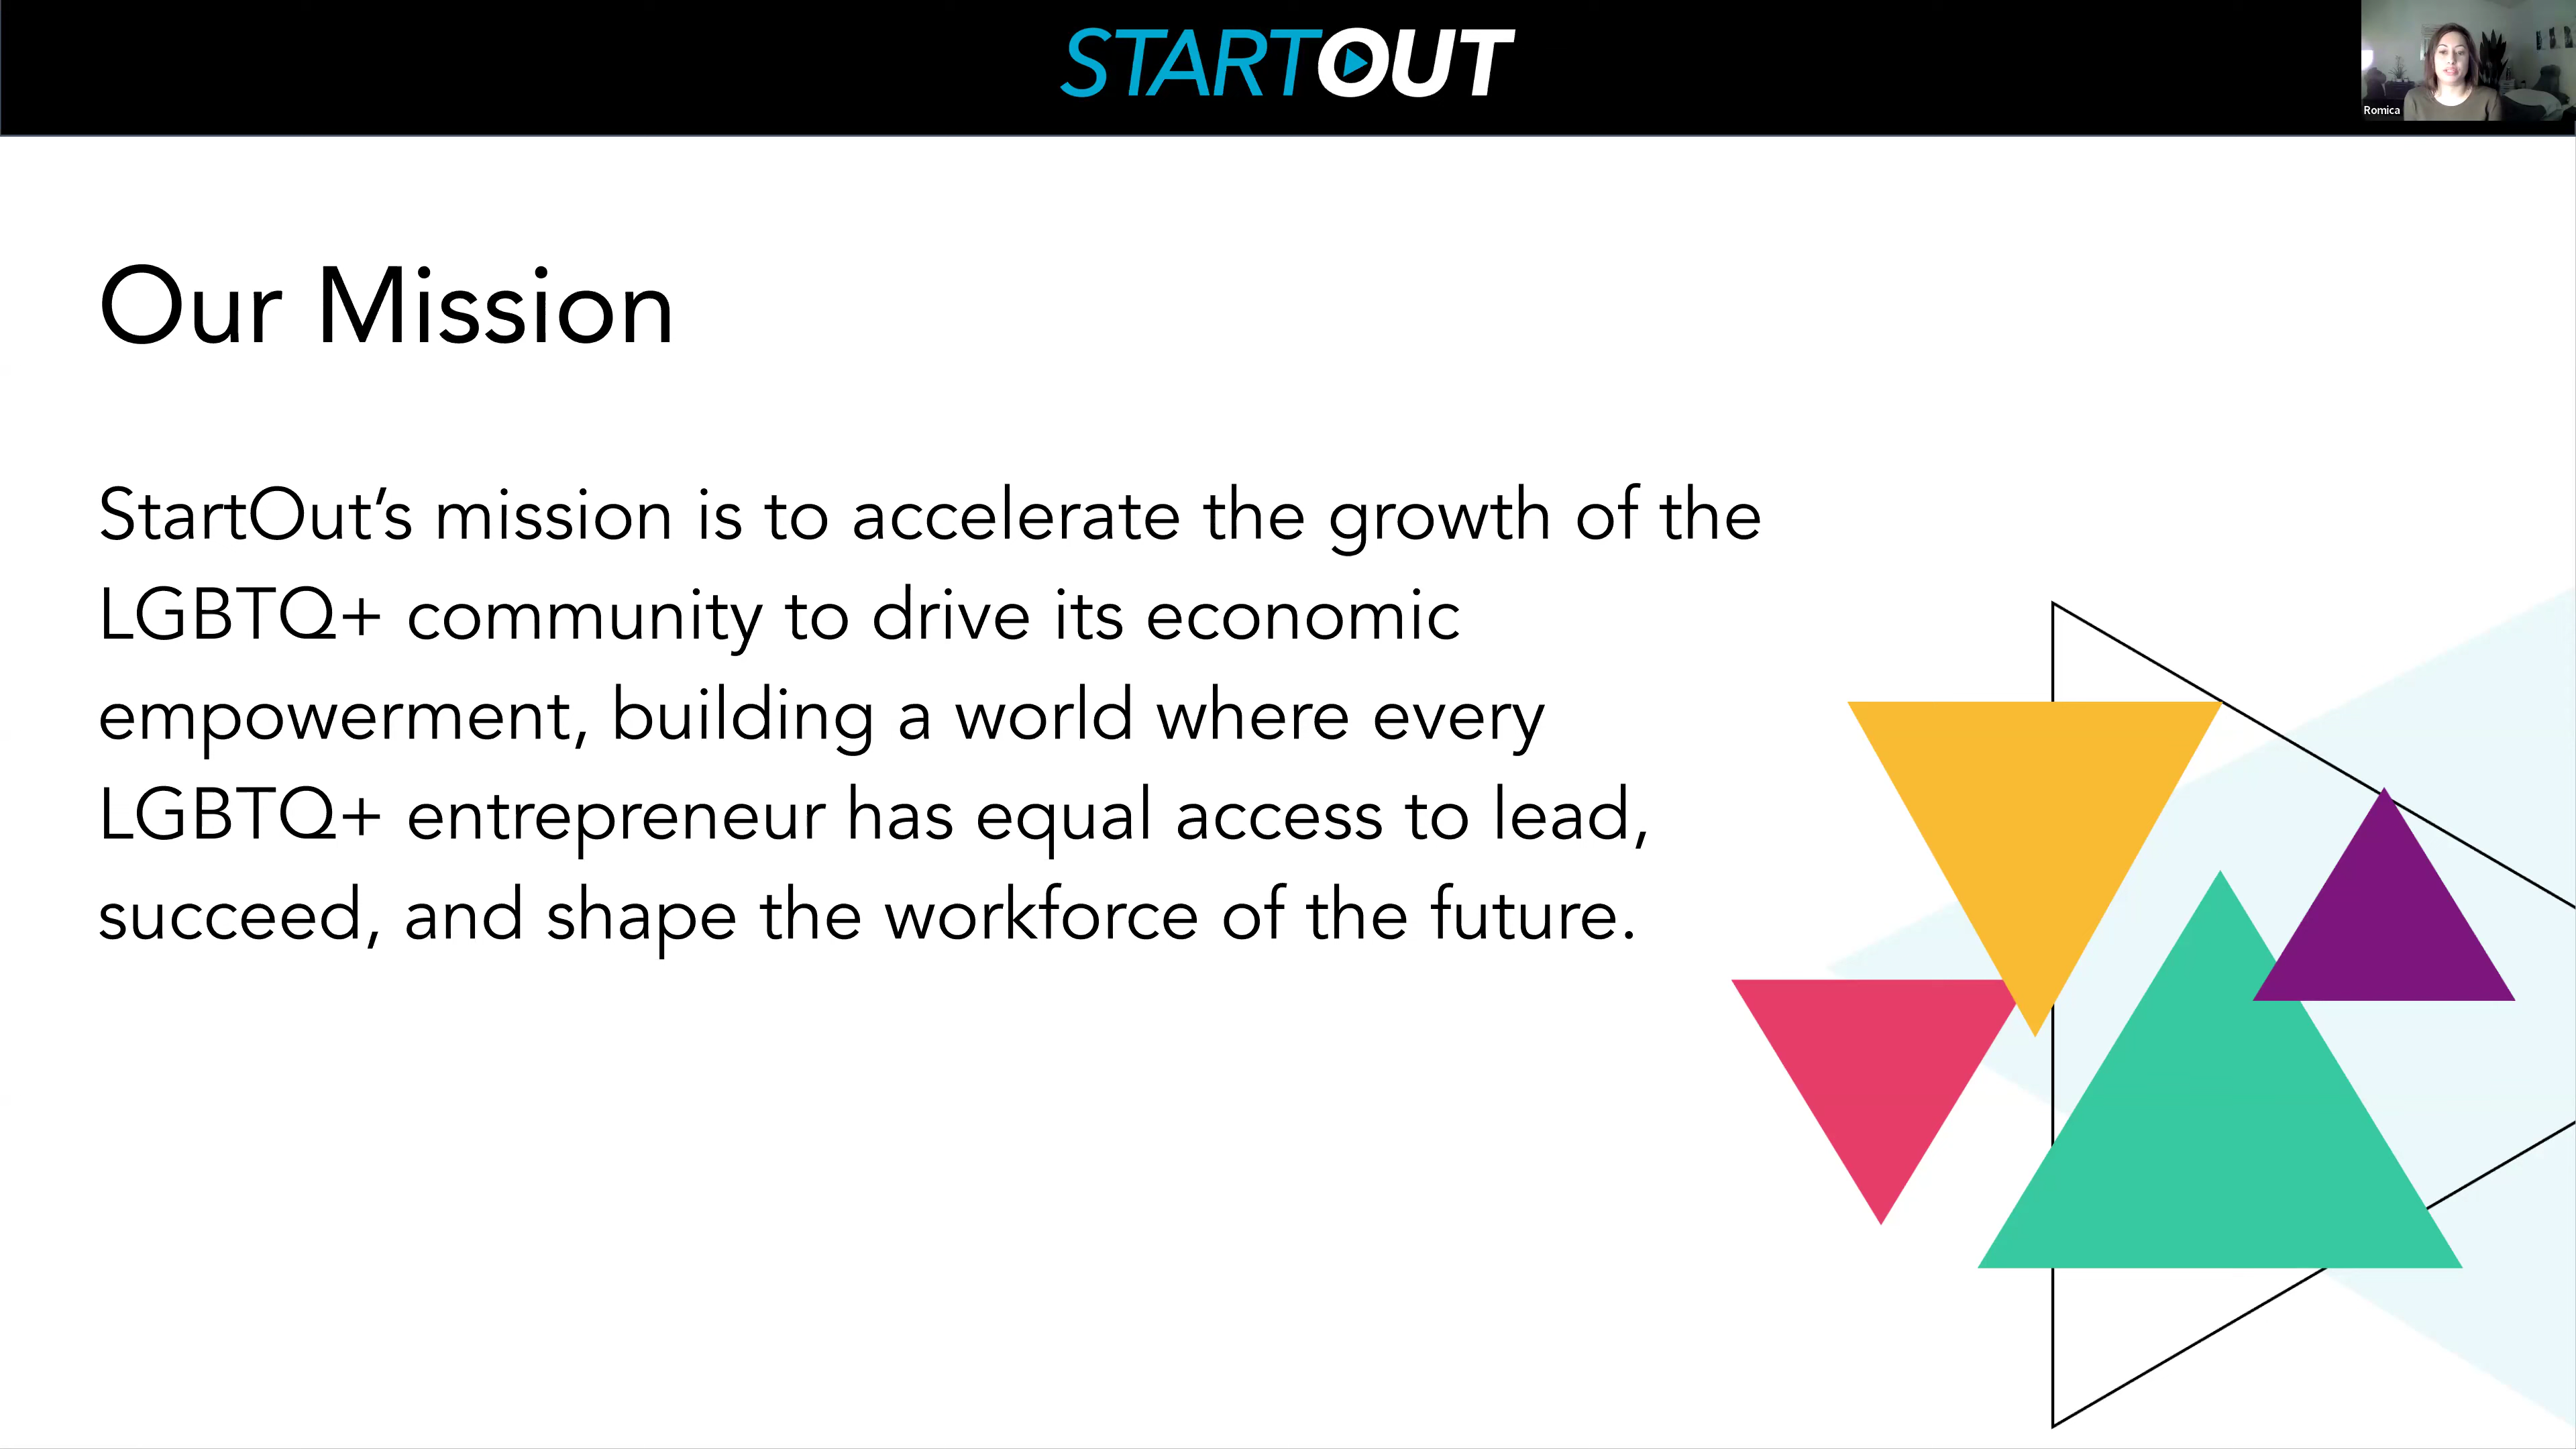 STARTOUT
Romica
Our Mission
StartOut’s mission is to accelerate the growth of the
LGBTQ+ community to drive its economic
empowerment, building a world where every
LGBTQ+ entrepreneur has equal access to lead,
succeed, and shape the workforce of the future.